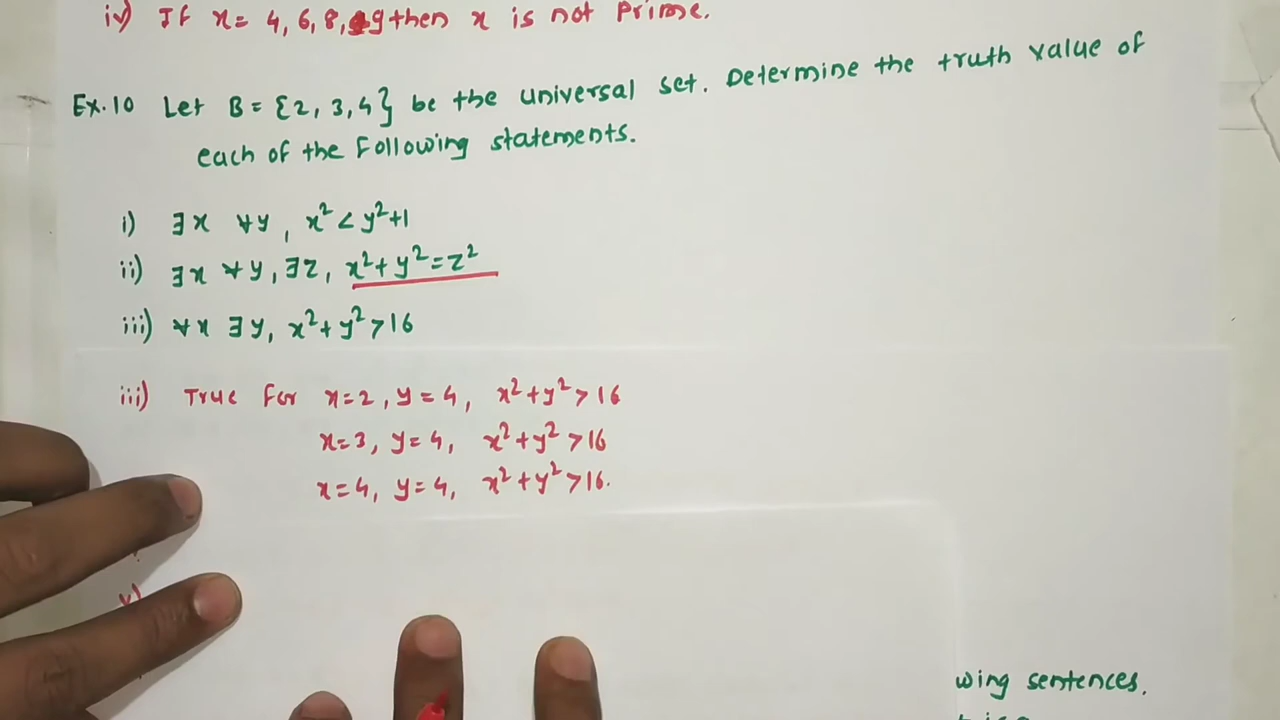 iv) If x = 4, 6, 8, 9 then x is not Prime.
Ex.10 Let B = {2, 3, 4} be the universal set. Determine the truth value of
each of the Following statements.
i) ∃x ∀y, x² < y²+1
ii) ∃x ∀y, ∃z, x²+y²=z²
iii) ∀x ∃y, x²+y²>16
iii) True For x=2, y=4, x²+y²>16
x=3, y=4, x²+y²>16
x=4, y=4, x²+y²>16.
wing sentences.